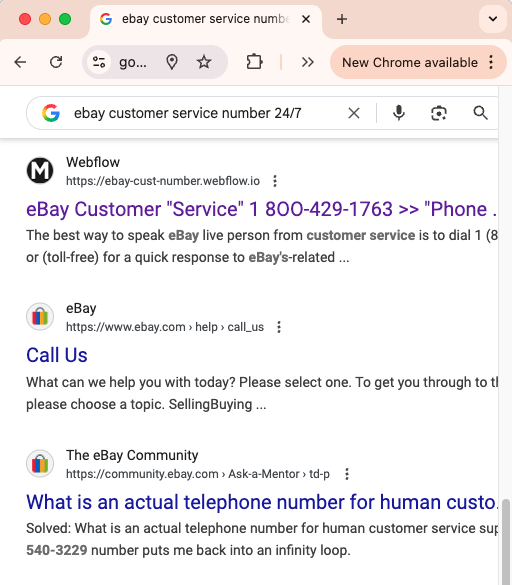 ebay customer service numbe
go...
New Chrome available
ebay customer service number 24/7
Webflow
https://ebay-cust-number.webflow.io
eBay Customer "Service" 1 8OO-429-1763 >> "Phone .
The best way to speak eBay live person from customer service is to dial 1 (8
or (toll-free) for a quick response to eBay's-related ...
eBay
https://www.ebay.com › help › call_us
Call Us
What can we help you with today? Please select one. To get you through to th
please choose a topic. SellingBuying ...
The eBay Community
https://community.ebay.com › Ask-a-Mentor › td-p
What is an actual telephone number for human custo.
Solved: What is an actual telephone number for human customer service sup
540-3229 number puts me back into an infinity loop.